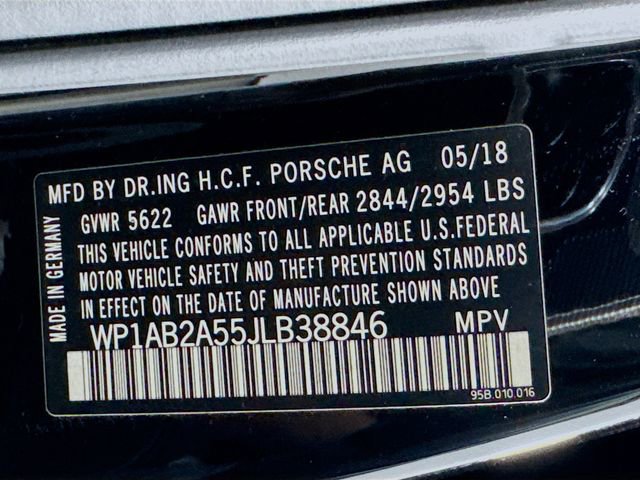 MFD BY DR.ING H.C.F. PORSCHE AG 05/18
GVWR 5622 GAWR FRONT/REAR 2844/2954 LBS
THIS VEHICLE CONFORMS TO ALL APPLICABLE U.S.FEDERAL
MOTOR VEHICLE SAFETY AND THEFT PREVENTION STANDARDS
IN EFFECT ON DATE OF MANUFACTURE SHOWN ABOVE
WP1AB2A55JLB38846 MPV
95B.010.016
MADE IN GERMANY